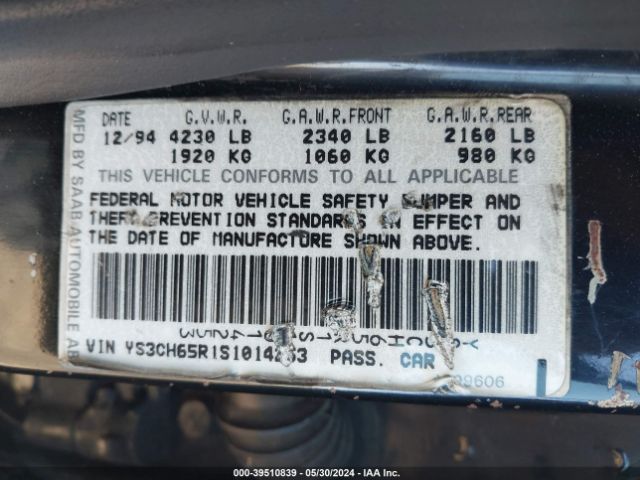 MFD BY SAAB AUTOMOBILE AB
DATE G.V.W.R. G.A.W.R.FRONT G.A.W.R.REAR
12/94 4230 LB 2340 LB 2160 LB
1920 KG 1060 KG 980 KG
THIS VEHICLE CONFORMS TO ALL APPLICABLE
FEDERAL MOTOR VEHICLE SAFETY BUMPER AND
THEFT PREVENTION STANDARDS IN EFFECT ON
THE DATE OF MANUFACTURE SHOWN ABOVE.
VIN YS3CH65R1S1014253 PASS. CAR
000-39510839 - 05/30/2024 - IAA Inc.